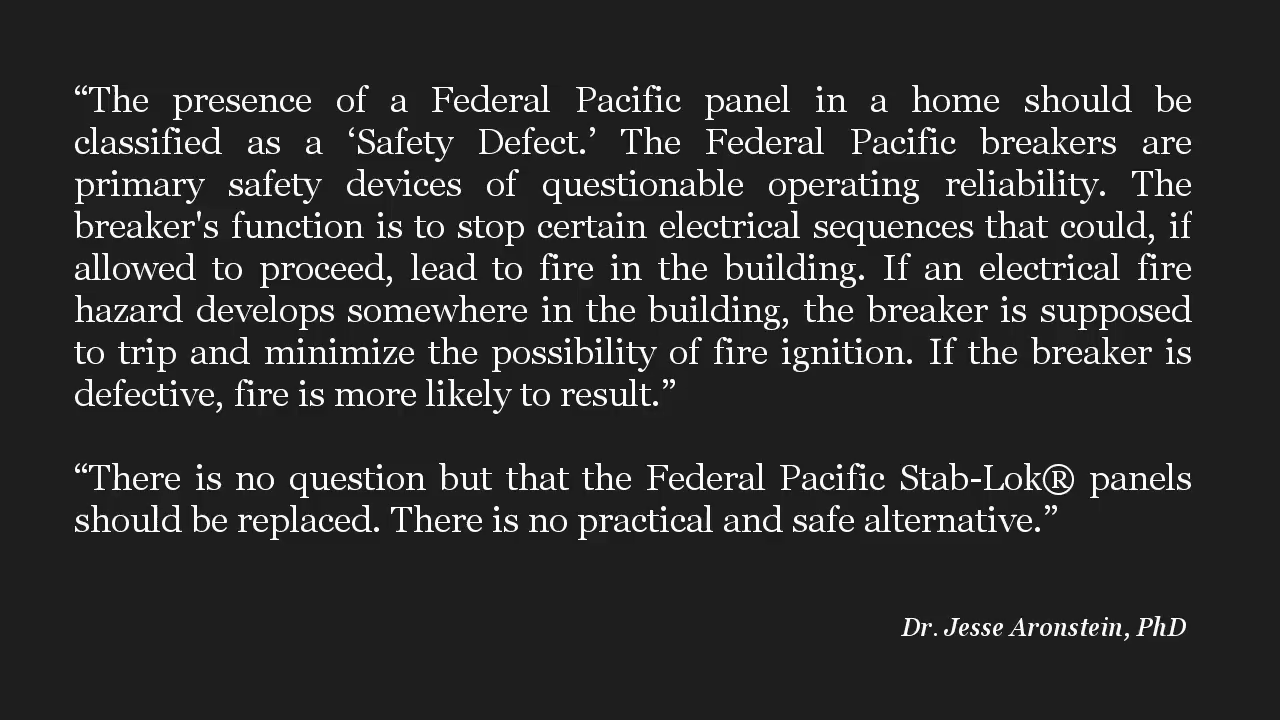 “The presence of a Federal Pacific panel in a home should be
classified as a ‘Safety Defect.’ The Federal Pacific breakers are
primary safety devices of questionable operating reliability. The
breaker's function is to stop certain electrical sequences that could, if
allowed to proceed, lead to fire in the building. If an electrical fire
hazard develops somewhere in the building, the breaker is supposed
to trip and minimize the possibility of fire ignition. If the breaker is
defective, fire is more likely to result.”
“There is no question but that the Federal Pacific Stab-Lok® panels
should be replaced. There is no practical and safe alternative.”
Dr. Jesse Aronstein, PhD